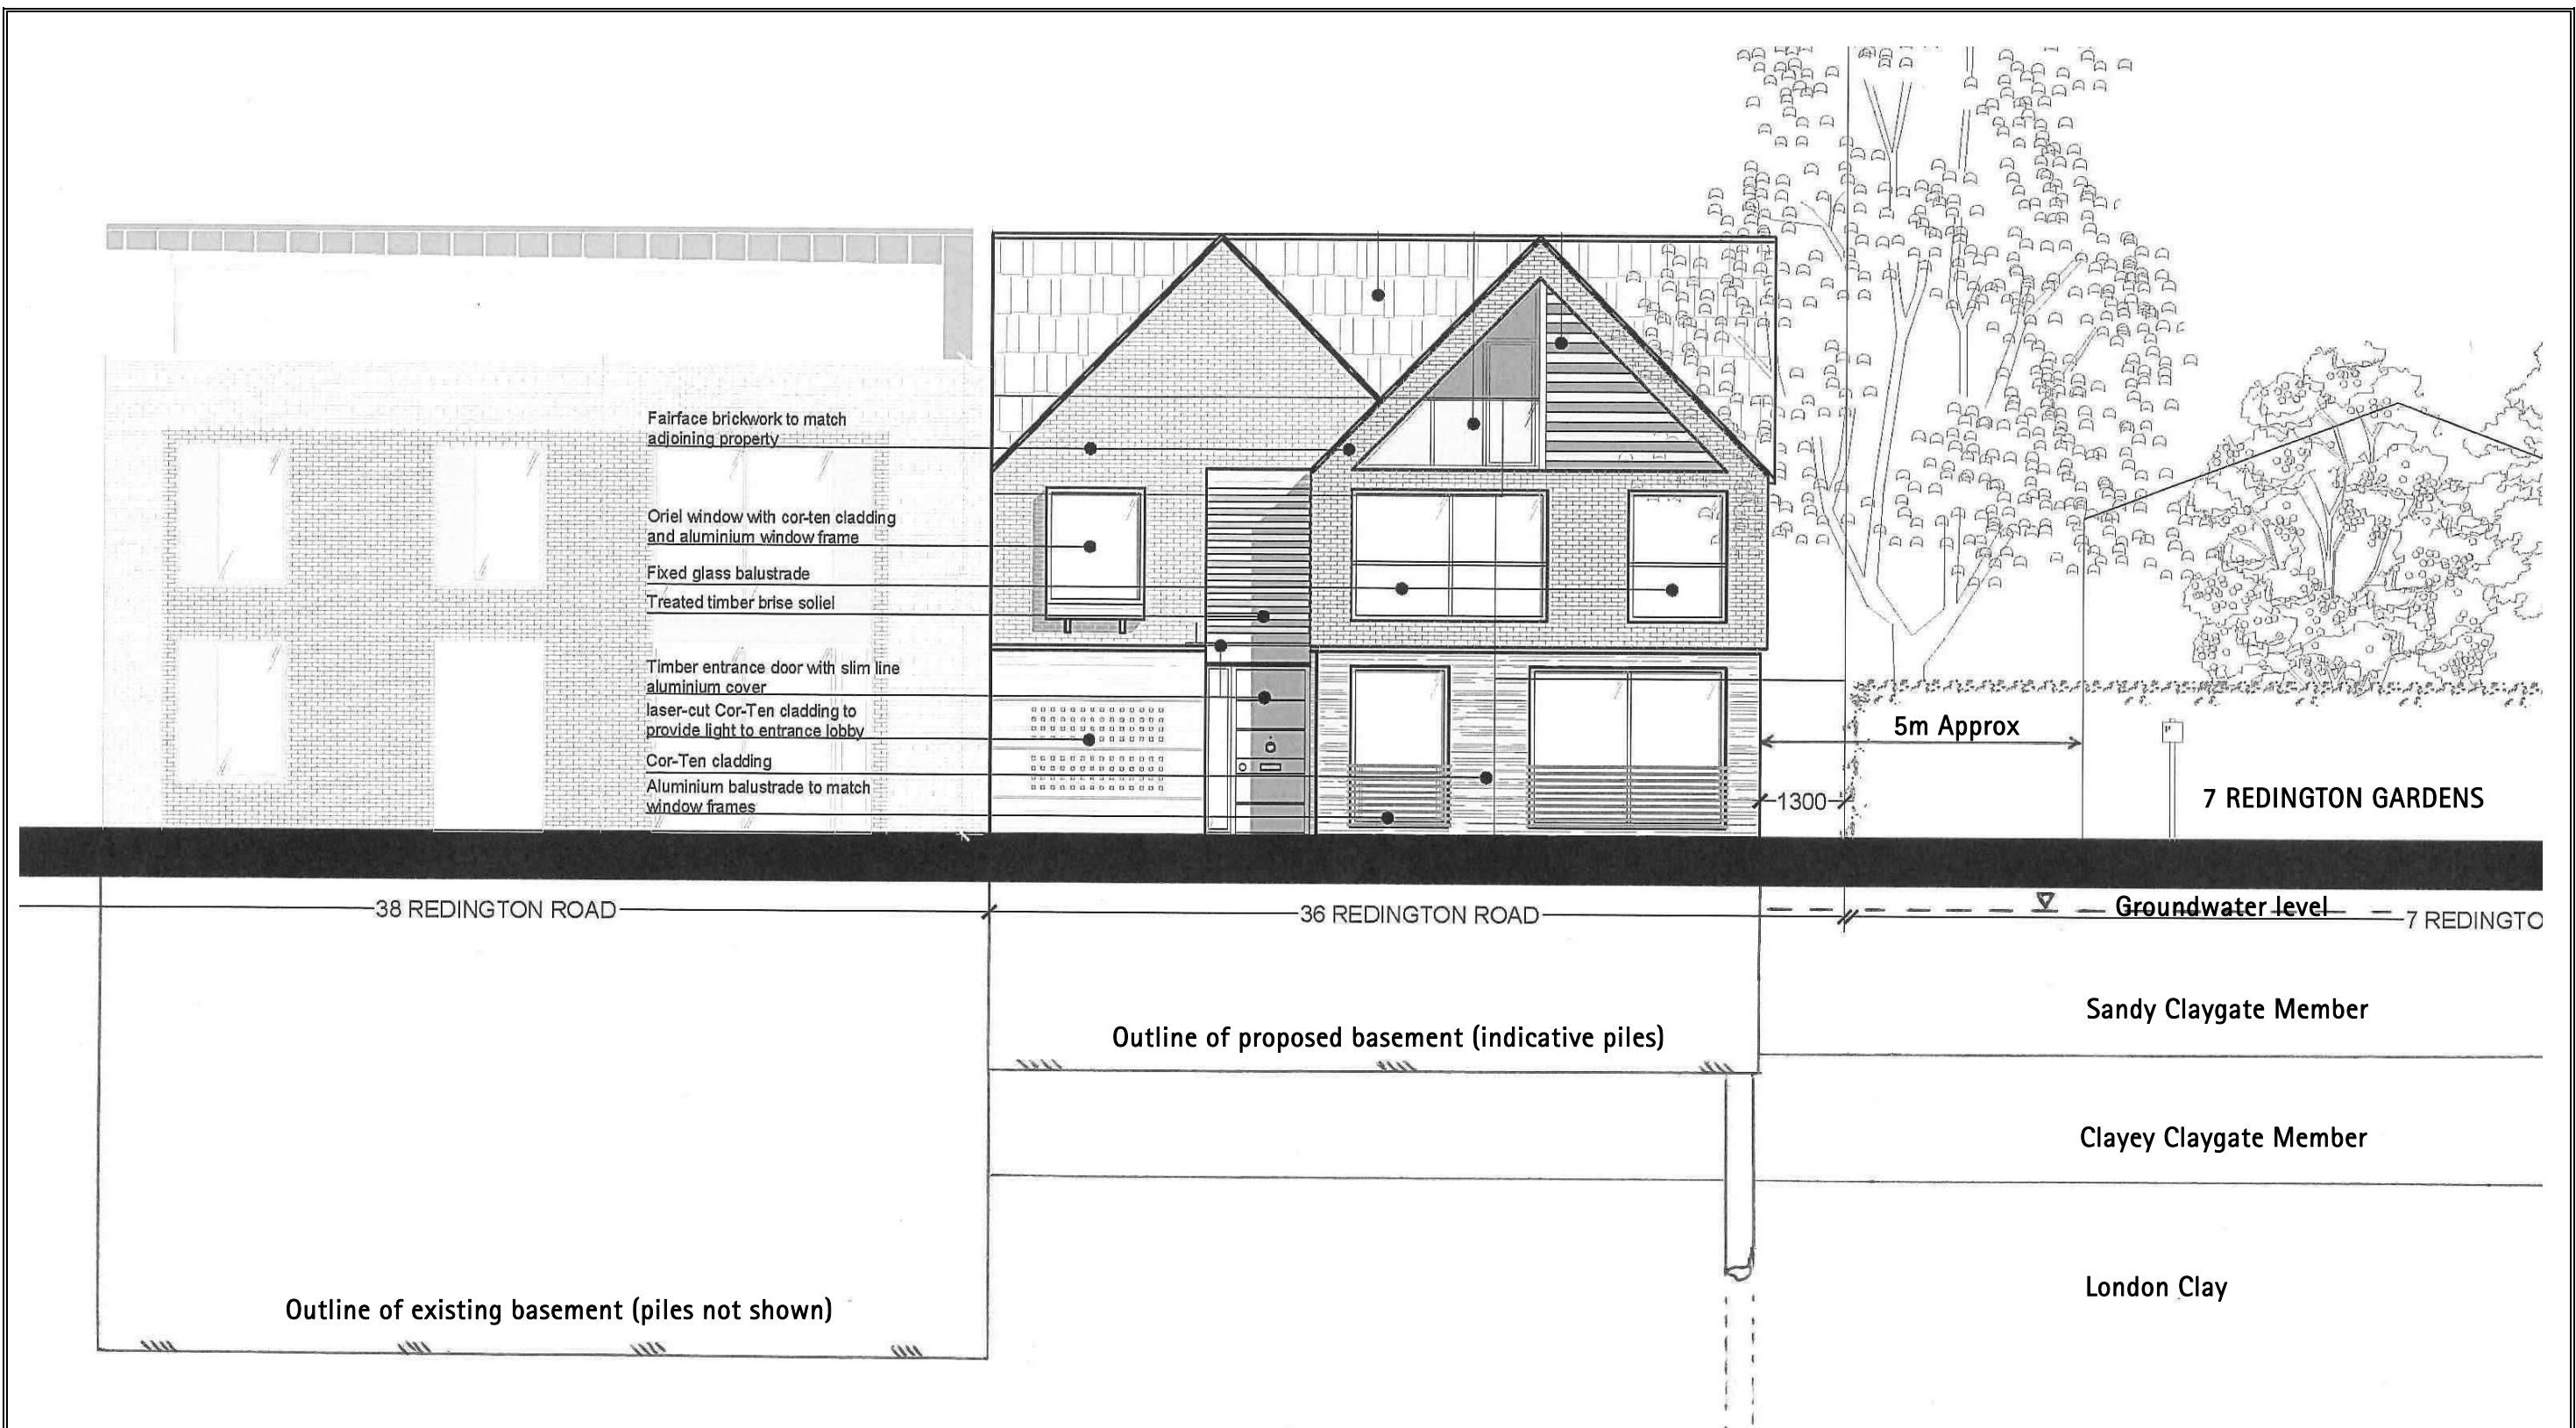 Fairface brickwork to match
adjoining property
Oriel window with cor-ten cladding
and aluminium window frame
Fixed glass balustrade
Treated timber brise soliel
Timber entrance door with slim line
aluminium cover
laser-cut Cor-Ten cladding to
provide light to entrance lobby
Cor-Ten cladding
Aluminium balustrade to match
window frames
5m Approx
1300
7 REDINGTON GARDENS
38 REDINGTON ROAD
36 REDINGTON ROAD
Groundwater level
7 REDINGTO
Sandy Claygate Member
Outline of proposed basement (indicative piles)
Clayey Claygate Member
London Clay
Outline of existing basement (piles not shown)